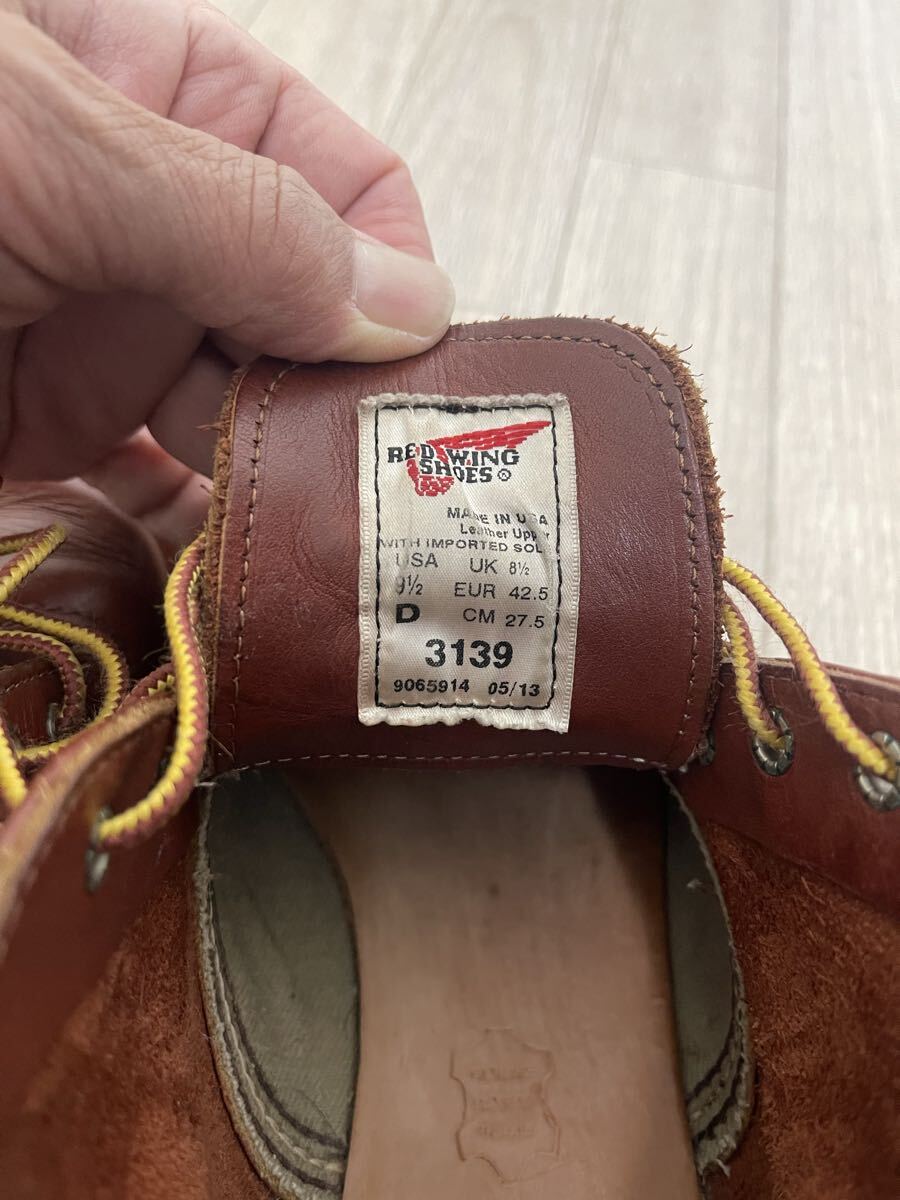 RED WING
SHOES®
MADE IN USA
Leather Upper
WITH IMPORTED SOL
USA UK 8½
9½ EUR 42.5
D CM 27.5
3139
9065914 05/13